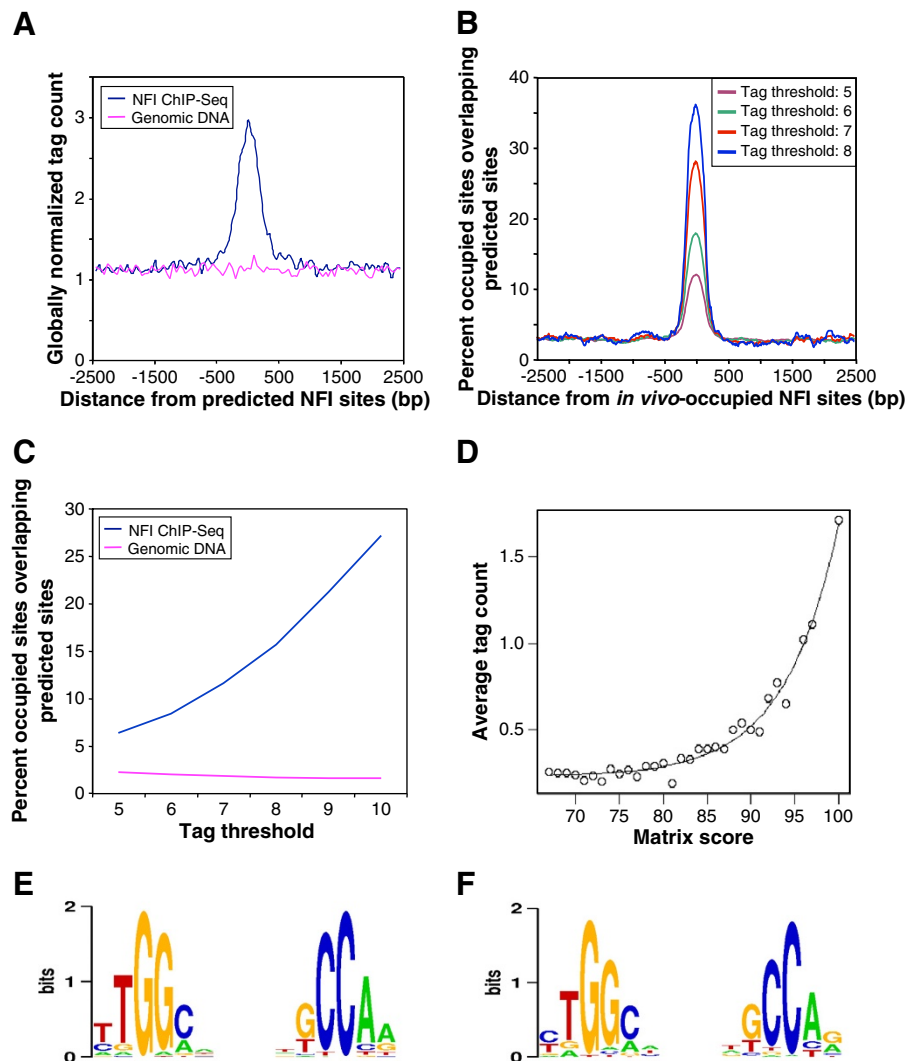 A
Globally normalized tag count
3
2
1
0
NFI ChIP-Seq
Genomic DNA
-2500 -1500 -500 500 1500 2500
Distance from predicted NFI sites (bp)
B
Percent occupied sites overlapping
predicted sites
40
30
20
10
0
Tag threshold: 5
Tag threshold: 6
Tag threshold: 7
Tag threshold: 8
-2500 -1500 -500 500 1500 2500
Distance from in vivo-occupied NFI sites (bp)
C
Percent occupied sites overlapping
predicted sites
30
25
20
15
10
5
0
NFI ChIP-Seq
Genomic DNA
5 6 7 8 9 10
Tag threshold
D
Average tag count
1.5
1.0
0.5
70 75 80 85 90 95 100
Matrix score
E
bits
2
1
0
T T G G C
G C C A A
C G A
F
bits
2
1
0
C T G G C
G C C A G